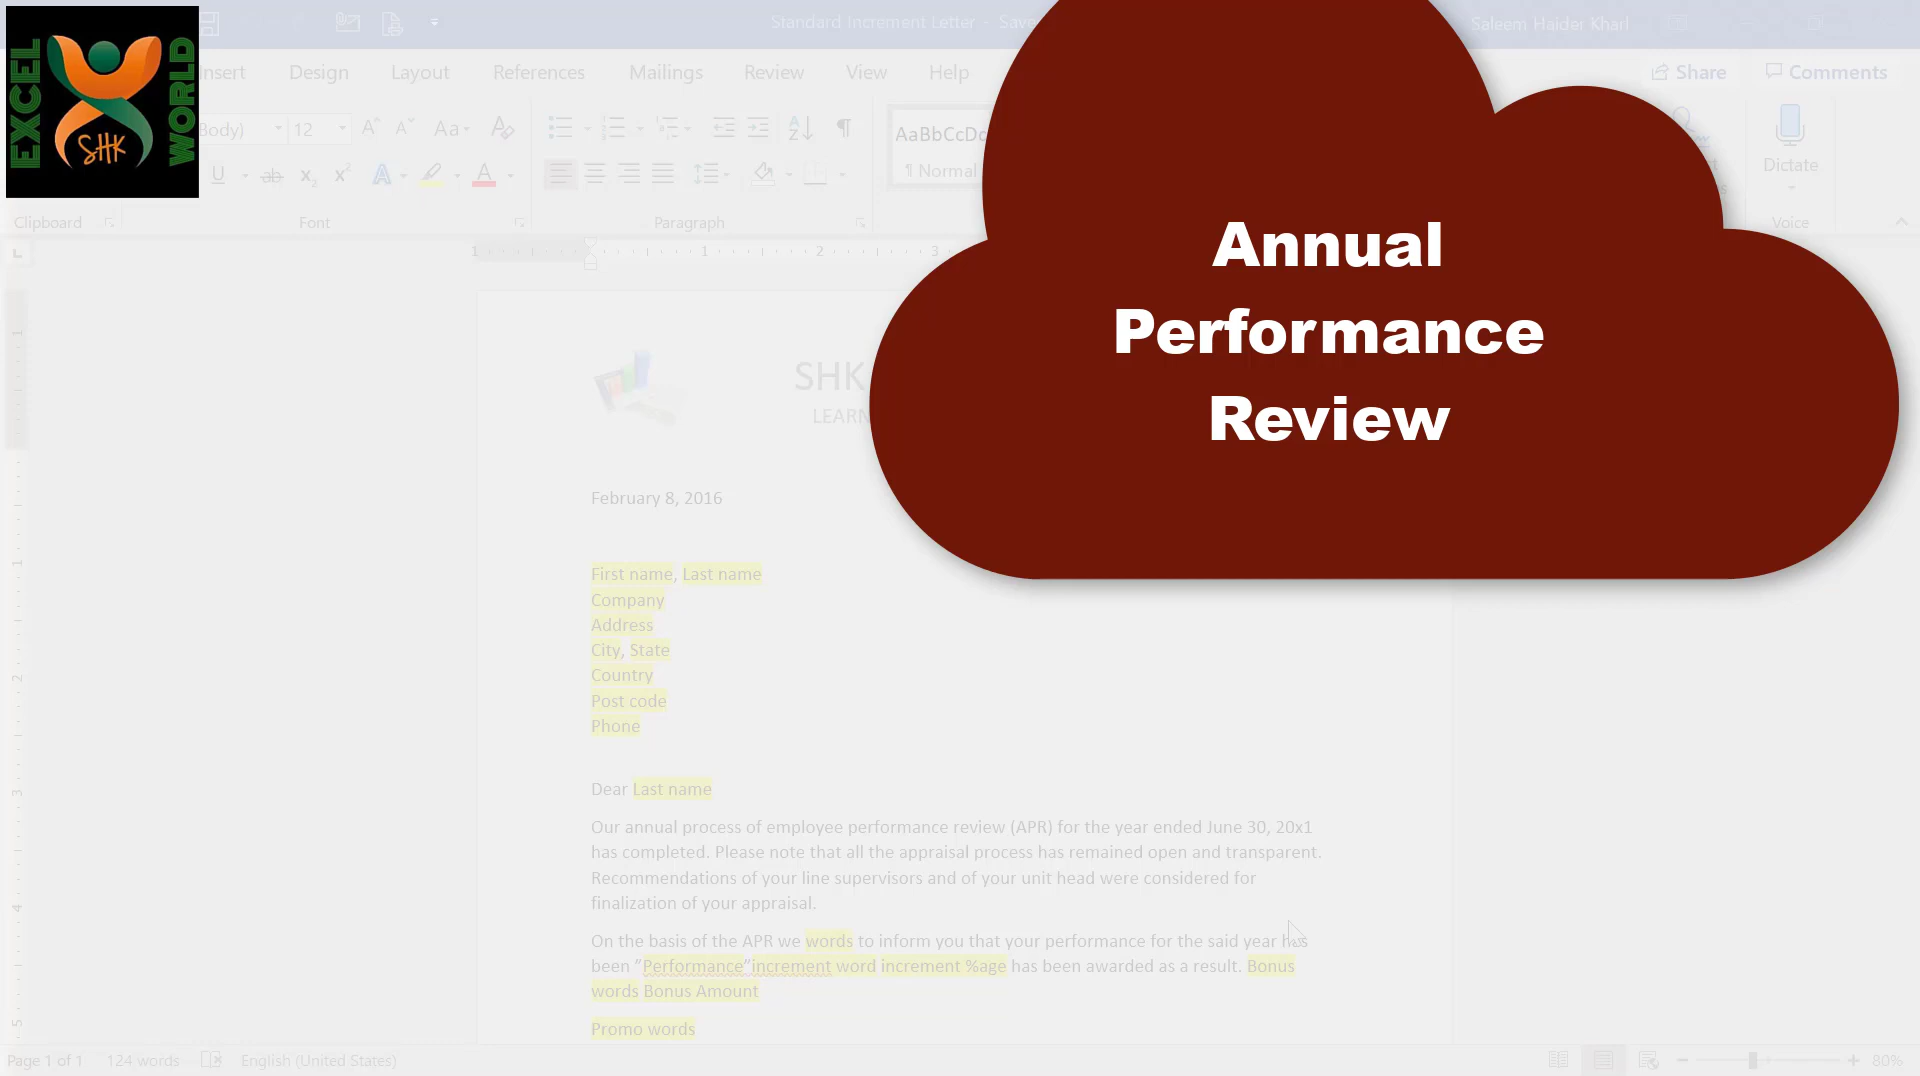 EXCEL
WORLD
SHK
Standard Increment Letter - Save
Saleem Haider Kharl
Insert Design Layout References Mailings Review View Help
Share Comments
Body) 12
AaBbCcDc
¶ Normal
Dictate
Clipboard Font Paragraph Voice
Annual
Performance
Review
SHK
LEARN
February 8, 2016
First name, Last name
Company
Address
City, State
Country
Post code
Phone
Dear Last name
Our annual process of employee performance review (APR) for the year ended June 30, 20x1
has completed. Please note that all the appraisal process has remained open and transparent.
Recommendations of your line supervisors and of your unit head were considered for
finalization of your appraisal.
On the basis of the APR we words to inform you that your performance for the said year has
been ”Performance”increment word increment %age has been awarded as a result. Bonus
words Bonus Amount
Promo words
Page 1 of 1 124 words English (United States) 80%